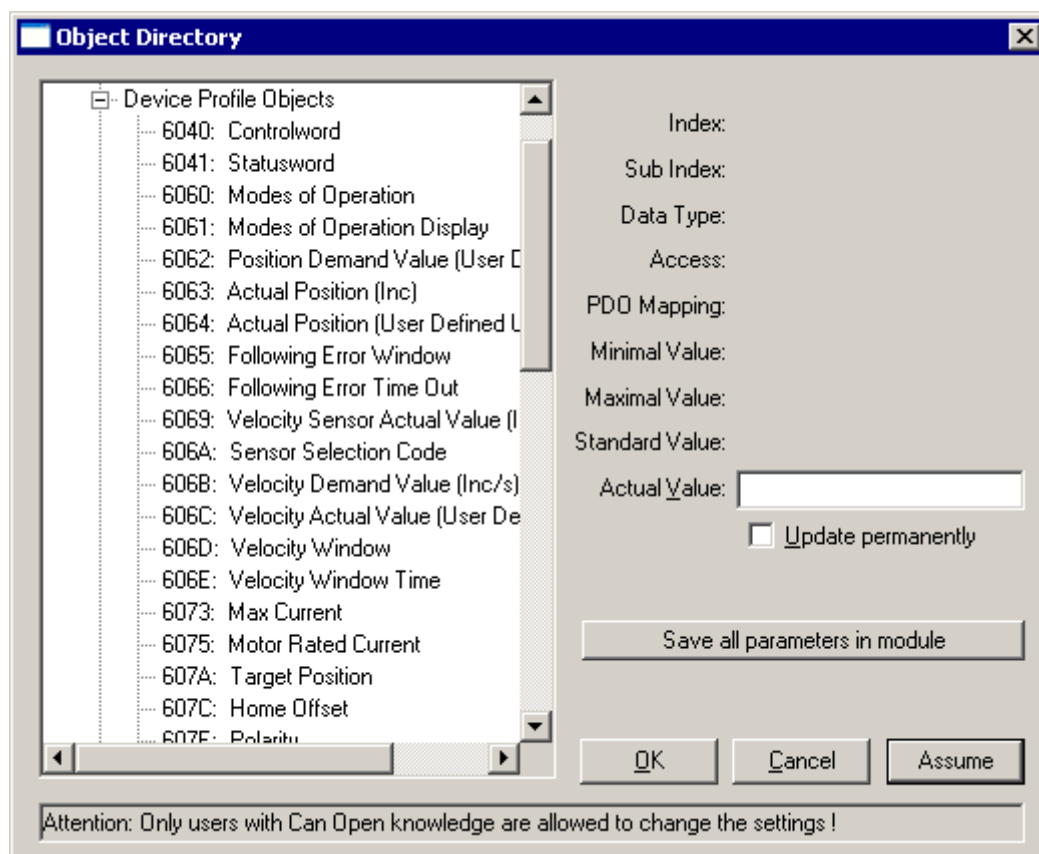 Object Directory
Device Profile Objects
6040: Controlword
6041: Statusword
6060: Modes of Operation
6061: Modes of Operation Display
6062: Position Demand Value (User D
6063: Actual Position (Inc)
6064: Actual Position (User Defined U
6065: Following Error Window
6066: Following Error Time Out
6069: Velocity Sensor Actual Value (I
606A: Sensor Selection Code
606B: Velocity Demand Value (Inc/s)
606C: Velocity Actual Value (User De
606D: Velocity Window
606E: Velocity Window Time
6073: Max Current
6075: Motor Rated Current
607A: Target Position
607C: Home Offset
607E: Polarity
Index:
Sub Index:
Data Type:
Access:
PDO Mapping:
Minimal Value:
Maximal Value:
Standard Value:
Actual Value:
Update permanently
Save all parameters in module
OK
Cancel
Assume
Attention: Only users with Can Open knowledge are allowed to change the settings !